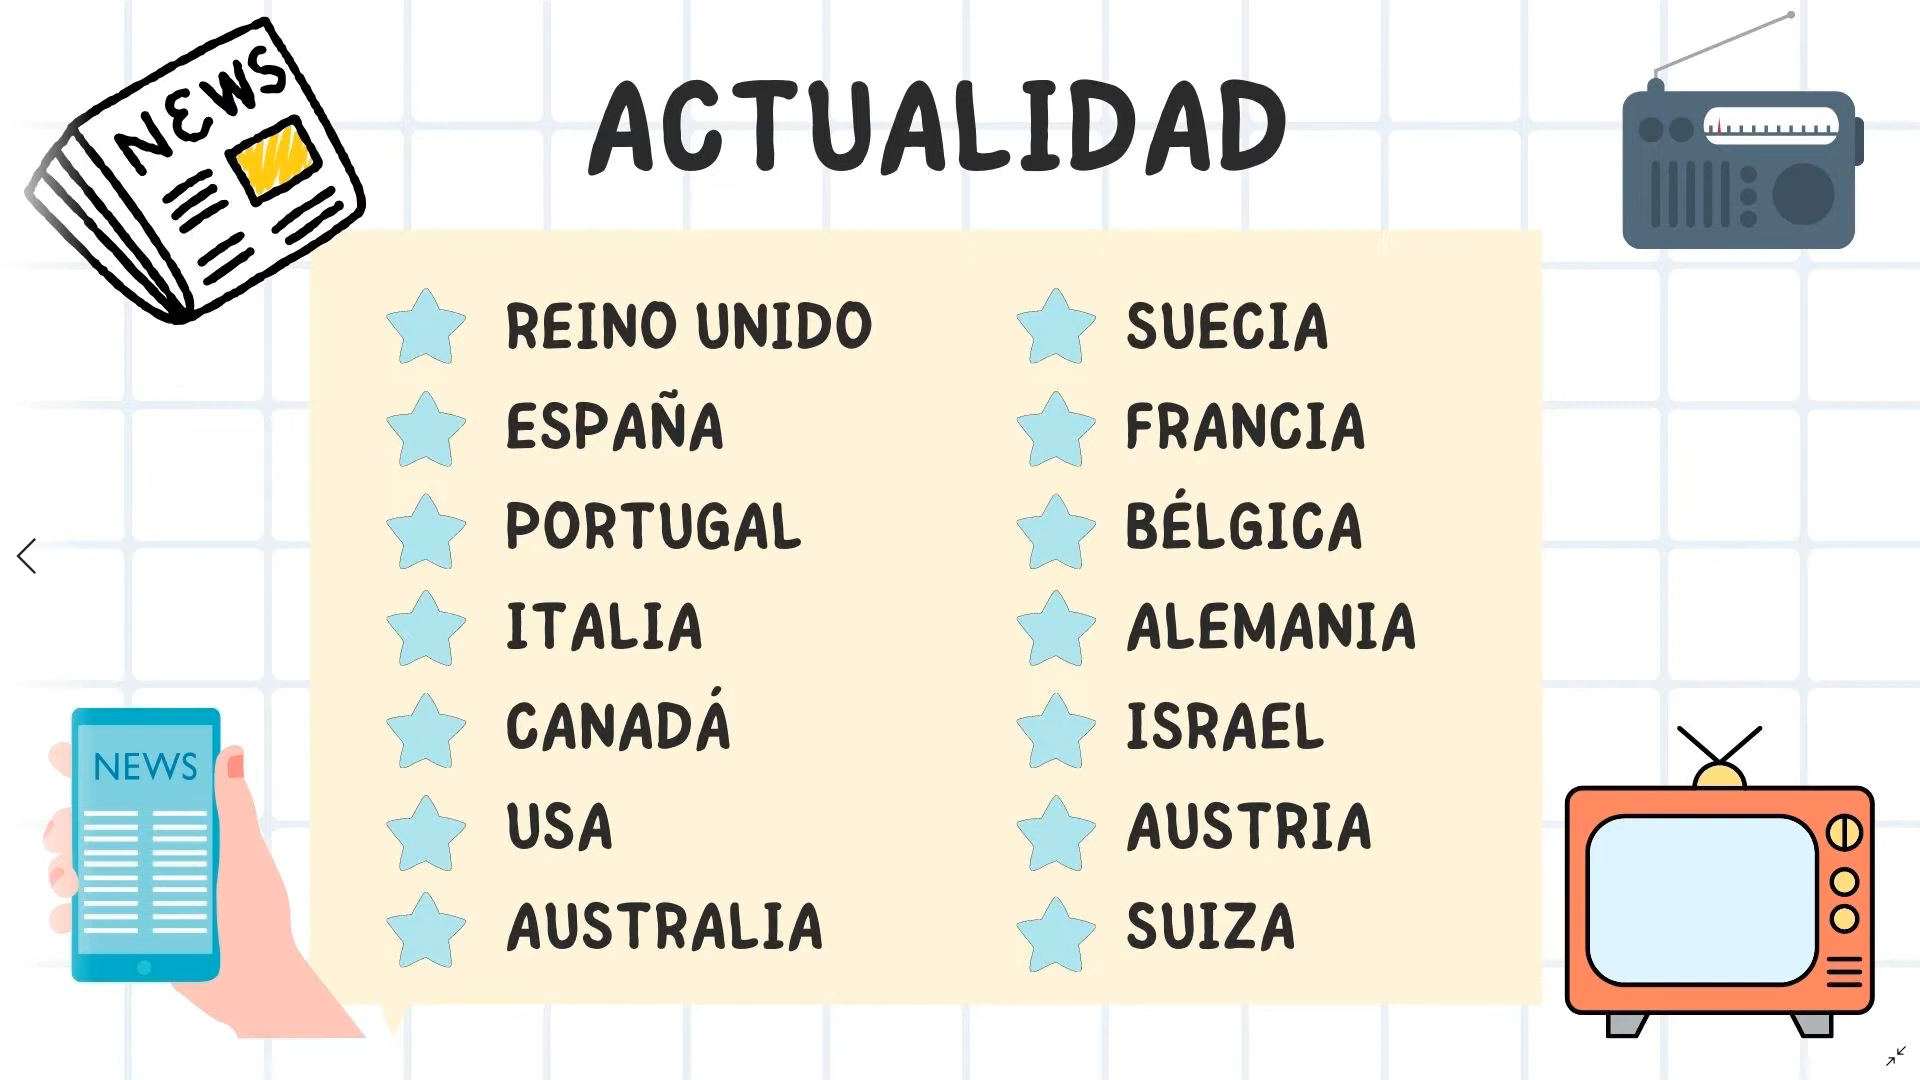 NEWS
ACTUALIDAD
REINO UNIDO
ESPAÑA
PORTUGAL
ITALIA
CANADÁ
USA
AUSTRALIA
SUECIA
FRANCIA
BÉLGICA
ALEMANIA
ISRAEL
AUSTRIA
SUIZA
NEWS